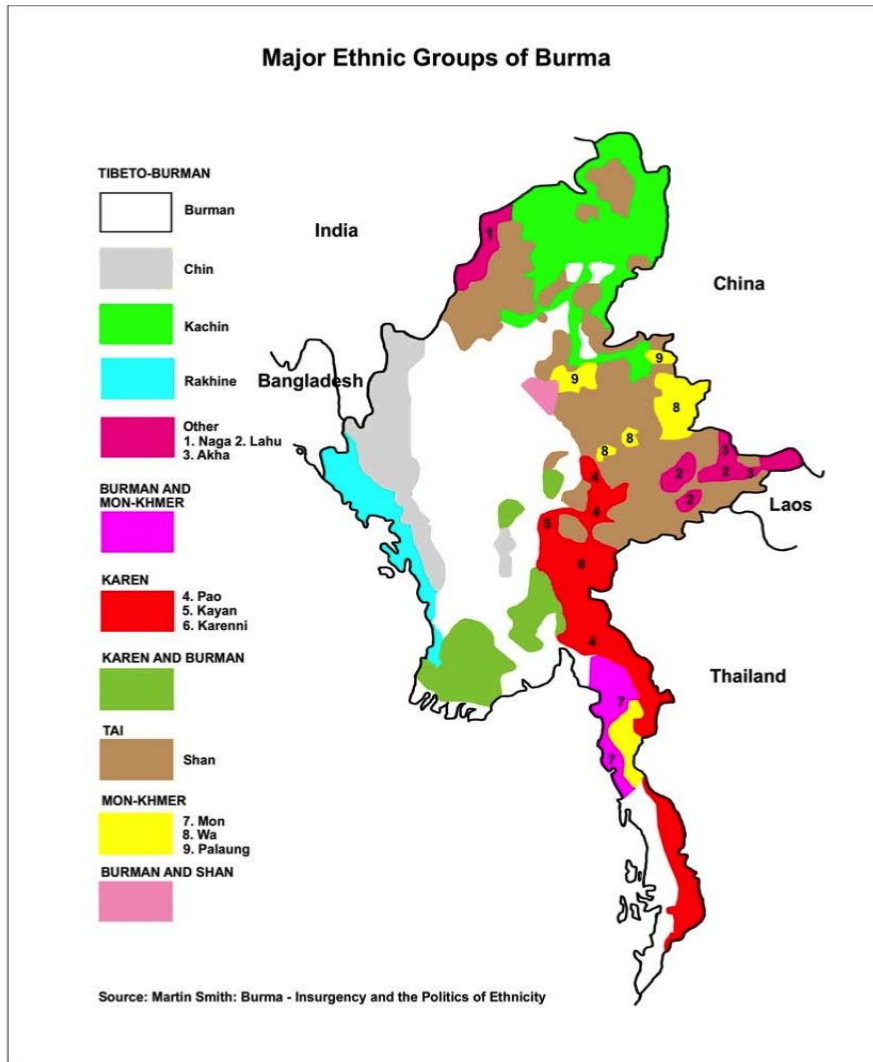 Major Ethnic Groups of Burma
TIBETO-BURMAN
Burman
Chin
Kachin
Rakhine
Other
1. Naga 2. Lahu
3. Akha
BURMAN AND
MON-KHMER
KAREN
4. Pao
5. Kayan
6. Karenni
KAREN AND BURMAN
TAI
Shan
MON-KHMER
7. Mon
8. Wa
9. Palaung
BURMAN AND SHAN
India
China
Bangladesh
Laos
Thailand
1
9
9
8
8
8
3
2
2
3
2
4
4
5
6
4
7
7
Source: Martin Smith: Burma - Insurgency and the Politics of Ethnicity